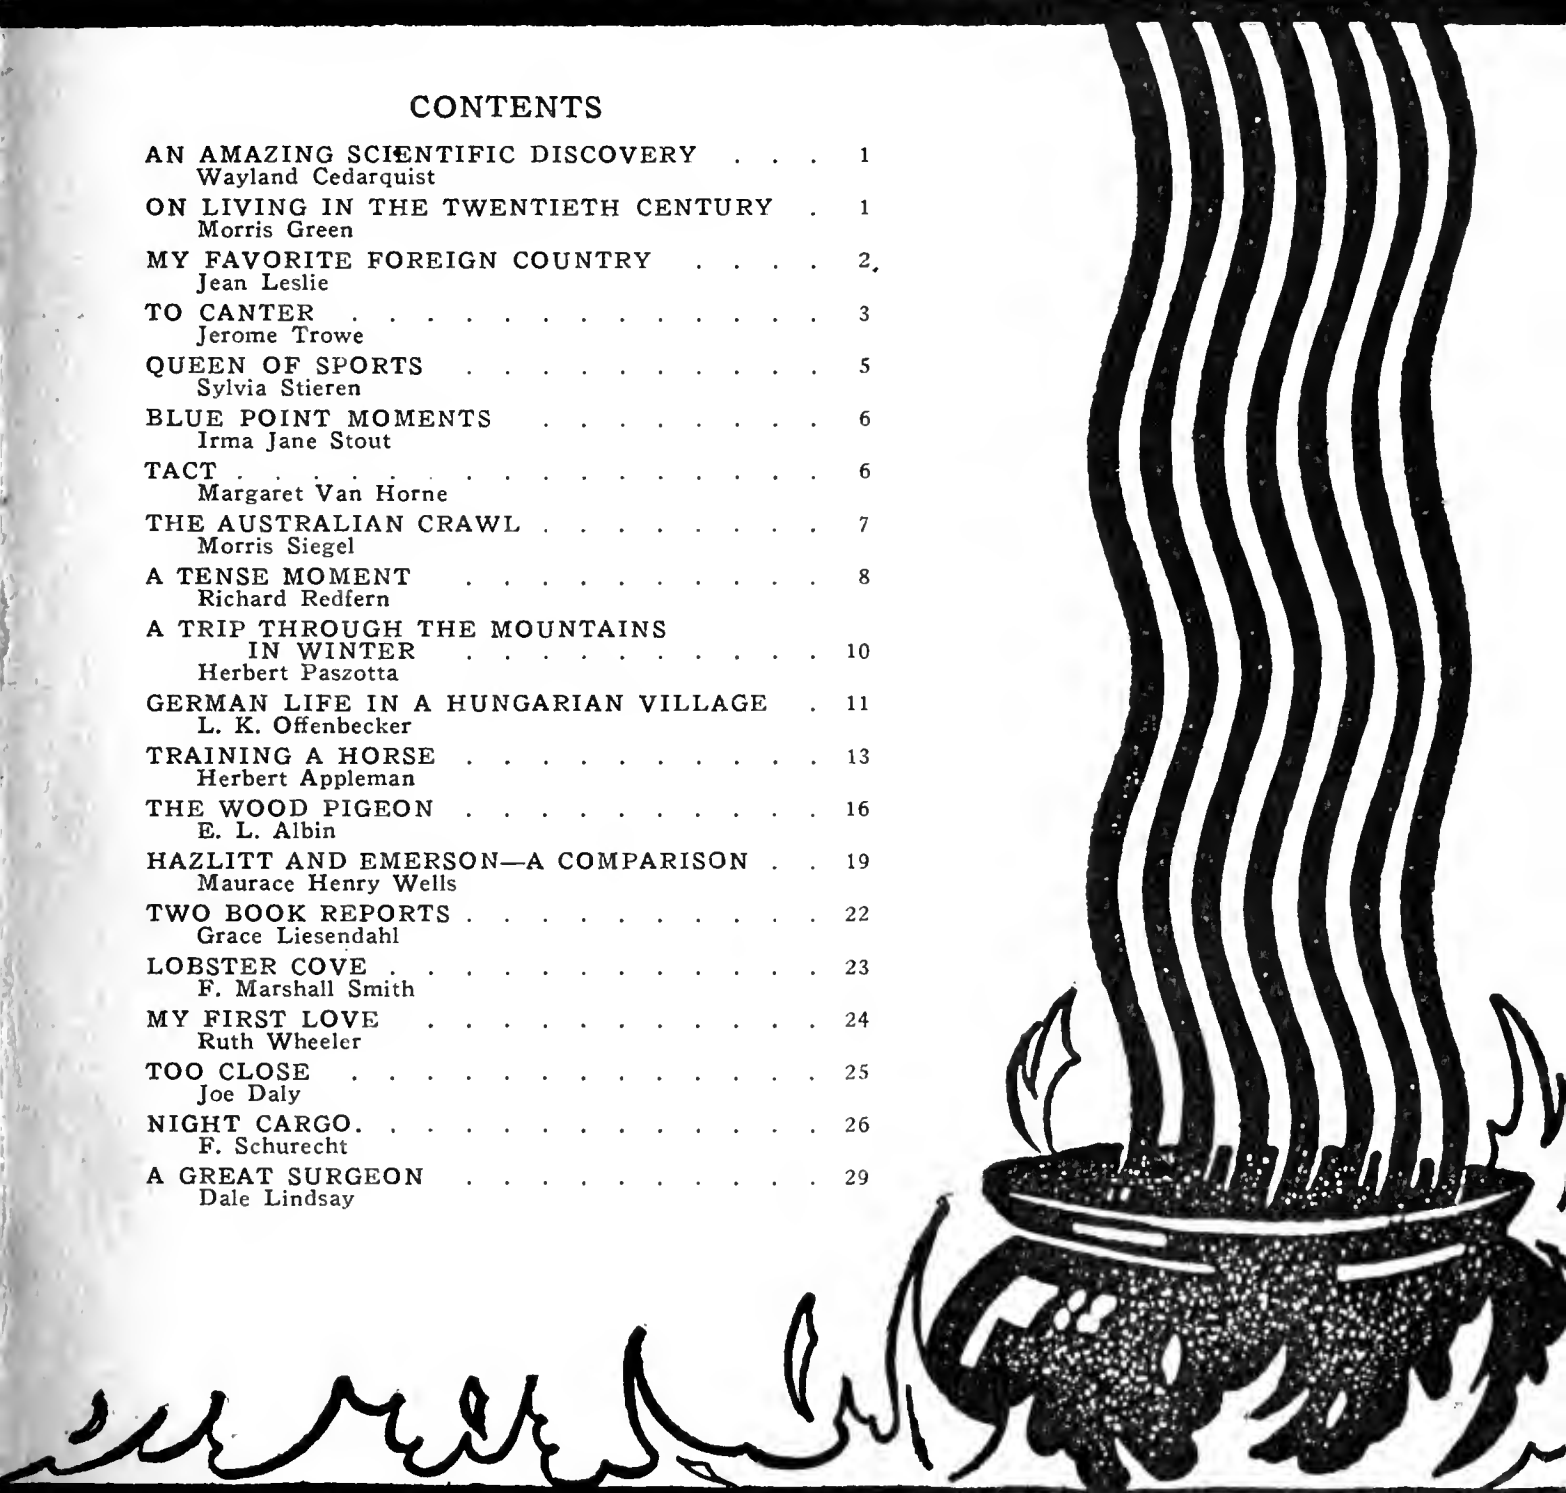 CONTENTS
AN AMAZING SCIENTIFIC DISCOVERY . . . 1
Wayland Cedarquist
ON LIVING IN THE TWENTIETH CENTURY . 1
Morris Green
MY FAVORITE FOREIGN COUNTRY . . . . 2
Jean Leslie
TO CANTER . . . . . . . . . . . . . 3
Jerome Trowe
QUEEN OF SPORTS . . . . . . . . . . 5
Sylvia Stieren
BLUE POINT MOMENTS . . . . . . . . 6
Irma Jane Stout
TACT . . . . . . . . . . . . . . . . 6
Margaret Van Horne
THE AUSTRALIAN CRAWL . . . . . . . . 7
Morris Siegel
A TENSE MOMENT . . . . . . . . . . 8
Richard Redfern
A TRIP THROUGH THE MOUNTAINS
IN WINTER . . . . . . . . . . 10
Herbert Paszotta
GERMAN LIFE IN A HUNGARIAN VILLAGE . 11
L. K. Offenbecker
TRAINING A HORSE . . . . . . . . . . 13
Herbert Appleman
THE WOOD PIGEON . . . . . . . . . . 16
E. L. Albin
HAZLITT AND EMERSON—A COMPARISON . . 19
Maurace Henry Wells
TWO BOOK REPORTS . . . . . . . . . . 22
Grace Liesendahl
LOBSTER COVE . . . . . . . . . . . . 23
F. Marshall Smith
MY FIRST LOVE . . . . . . . . . . . 24
Ruth Wheeler
TOO CLOSE . . . . . . . . . . . . . 25
Joe Daly
NIGHT CARGO. . . . . . . . . . . . . 26
F. Schurecht
A GREAT SURGEON . . . . . . . . . . 29
Dale Lindsay